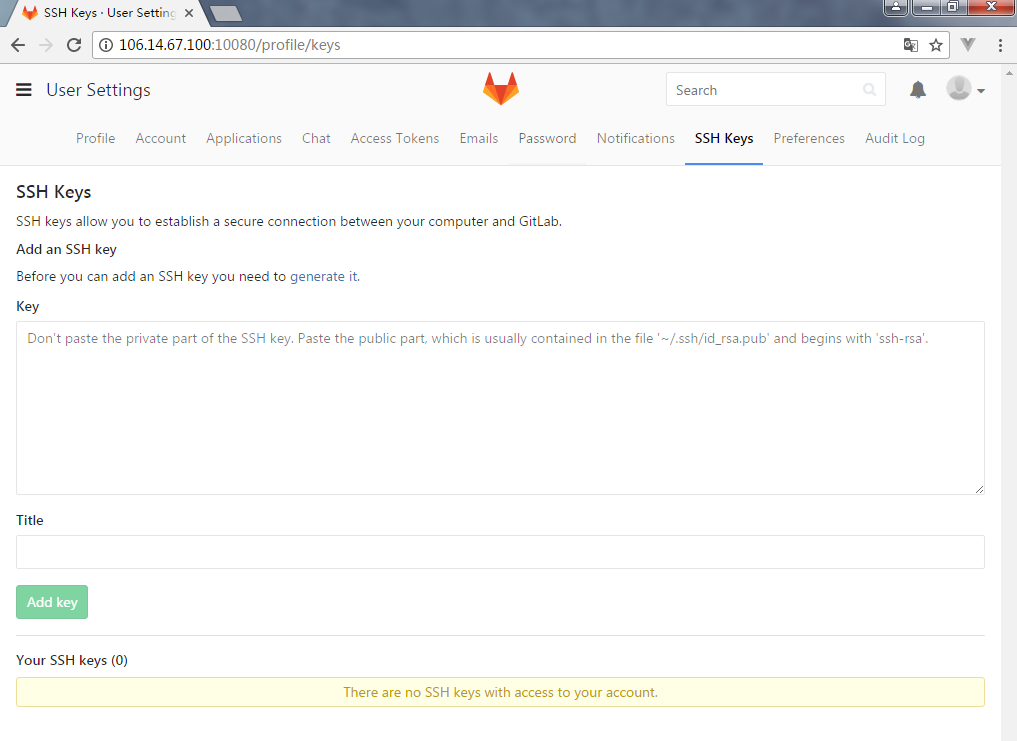 SSH Keys · User Setting
106.14.67.100:10080/profile/keys
User Settings
Search
Profile Account Applications Chat Access Tokens Emails Password Notifications SSH Keys Preferences Audit Log
SSH Keys
SSH keys allow you to establish a secure connection between your computer and GitLab.
Add an SSH key
Before you can add an SSH key you need to generate it.
Key
Don't paste the private part of the SSH key. Paste the public part, which is usually contained in the file '~/.ssh/id_rsa.pub' and begins with 'ssh-rsa'.
Title
Add key
Your SSH keys (0)
There are no SSH keys with access to your account.